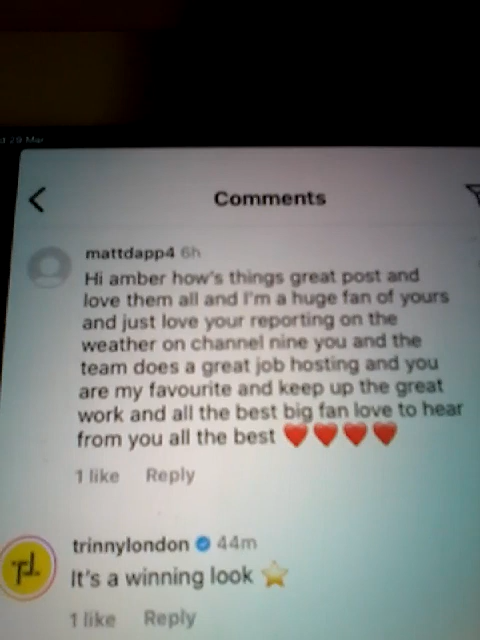 29 Mar
Comments
mattdapp4 6h
Hi amber how's things great post and
love them all and I'm a huge fan of yours
and just love your reporting on the
weather on channel nine you and the
team does a great job hosting and you
are my favourite and keep up the great
work and all the best big fan love to hear
from you all the best ❤️❤️❤️❤️
1 like Reply
trinnylondon 44m
TL
It's a winning look ⭐
1 like Reply